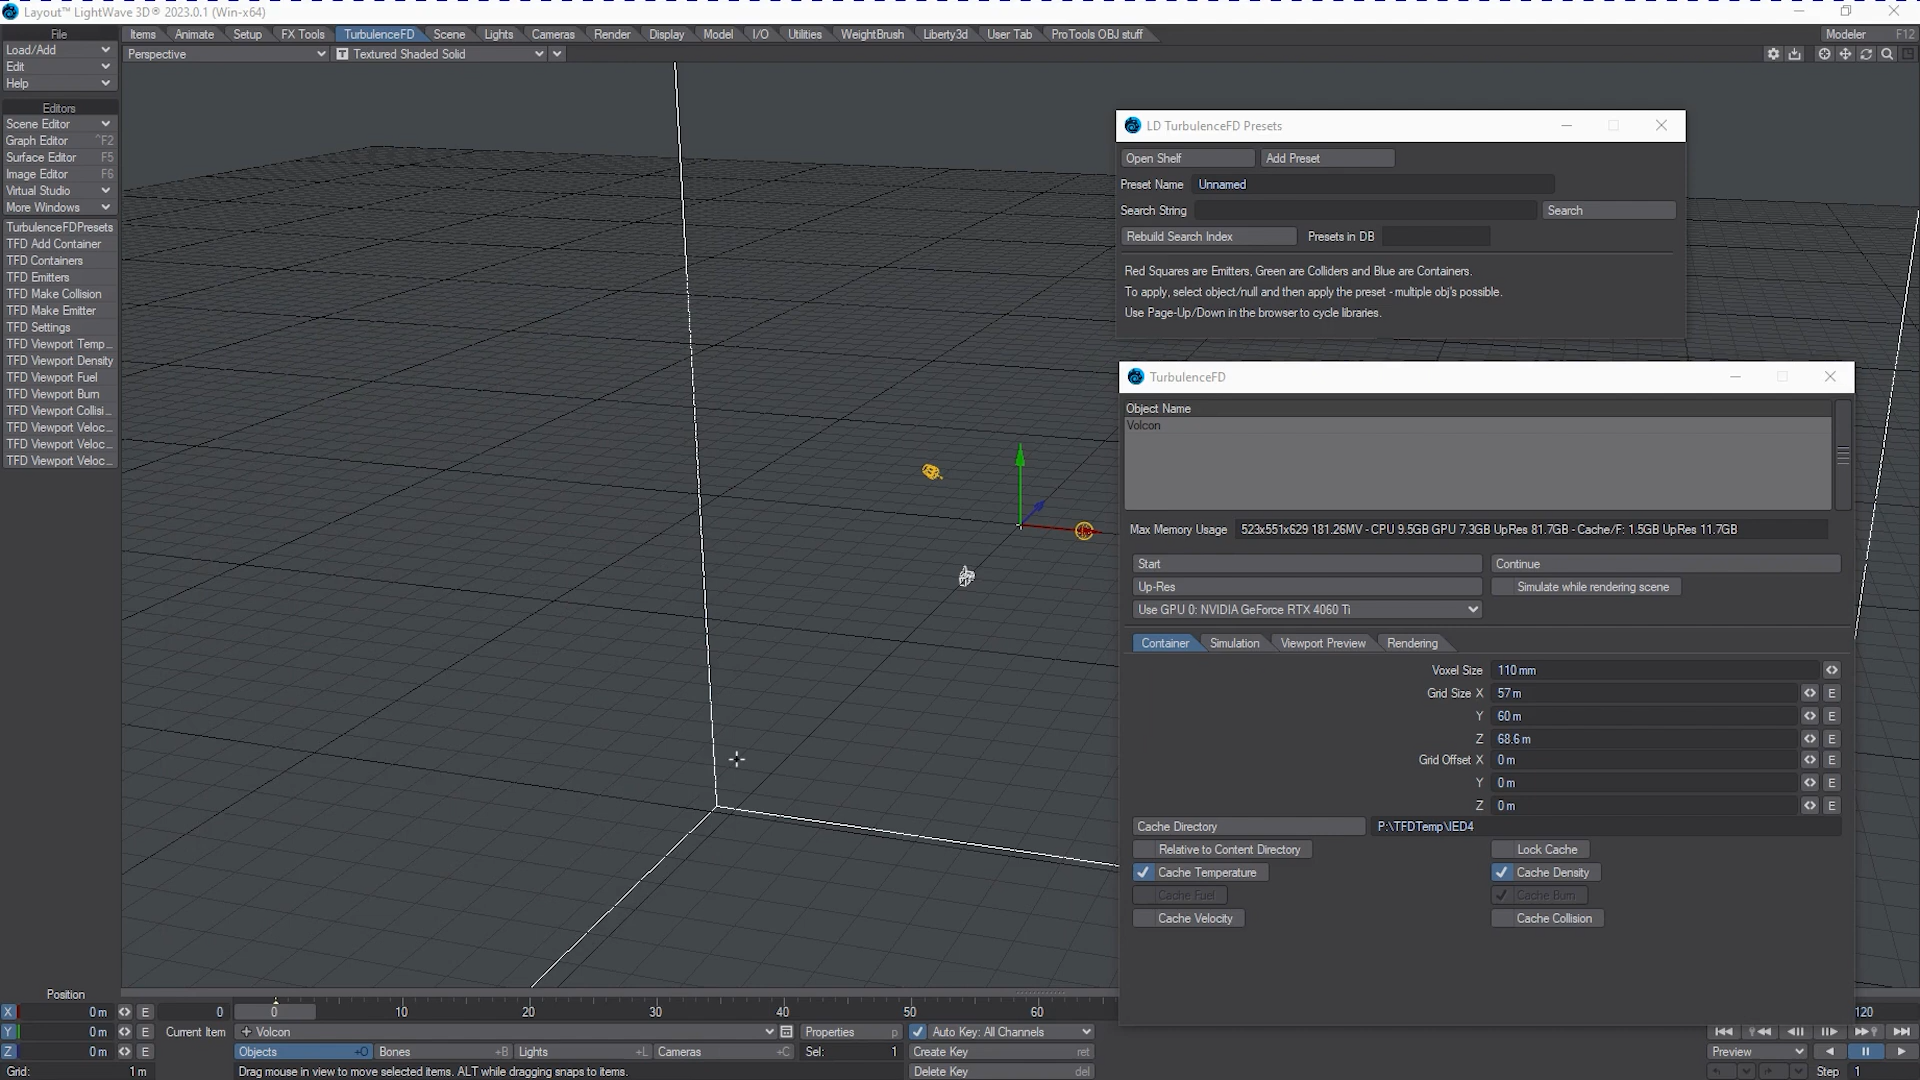 Layout™ LightWave 3D® 2023.0.1 (Win-x64)
File
Items
Animate
Setup
FX Tools
TurbulenceFD
Scene
Lights
Cameras
Render
Display
Model
I/O
Utilities
WeightBrush
Liberty3d
User Tab
ProTools OBJ stuff
Modeler F12
Load/Add
Edit
Help
Perspective
T Textured Shaded Solid
Editors
Scene Editor
Graph Editor ^F2
Surface Editor F5
Image Editor F6
Virtual Studio
More Windows
TurbulenceFDPresets
TFD Add Container
TFD Containers
TFD Emitters
TFD Make Collision
TFD Make Emitter
TFD Settings
TFD Viewport Temp...
TFD Viewport Density
TFD Viewport Fuel
TFD Viewport Burn
TFD Viewport Collisi...
TFD Viewport Veloc...
TFD Viewport Veloc...
TFD Viewport Veloc...
LD TurbulenceFD Presets
Open Shelf
Add Preset
Preset Name Unnamed
Search String
Search
Rebuild Search Index
Presets in DB
Red Squares are Emitters, Green are Colliders and Blue are Containers.
To apply, select object/null and then apply the preset - multiple obj's possible.
Use Page-Up/Down in the browser to cycle libraries.
TurbulenceFD
Object Name
Volcon
Max Memory Usage 523x551x629 181.26MV - CPU 9.5GB GPU 7.3GB UpRes 81.7GB - Cache/F: 1.5GB UpRes 11.7GB
Start
Continue
Up-Res
Simulate while rendering scene
Use GPU 0: NVIDIA GeForce RTX 4060 Ti
Container
Simulation
Viewport Preview
Rendering
Voxel Size 110 mm
Grid Size X 57 m E
Y 60 m E
Z 68.6 m E
Grid Offset X 0 m E
Y 0 m E
Z 0 m E
Cache Directory P:\TFDTemp\IED4
Relative to Content Directory
Lock Cache
Cache Temperature
Cache Density
Cache Fuel
Cache Burn
Cache Velocity
Cache Collision
Position
0 0 10 20 30 40 50 60 120
X 0 m E
Y 0 m E
Z 0 m E
Grid: 1 m
Current Item + Volcon
Properties p
Auto Key: All Channels
Objects +O
Bones +B
Lights +L
Cameras +C
Sel: 1
Create Key ret
Drag mouse in view to move selected items. ALT while dragging snaps to items.
Delete Key del
Preview
Step 1